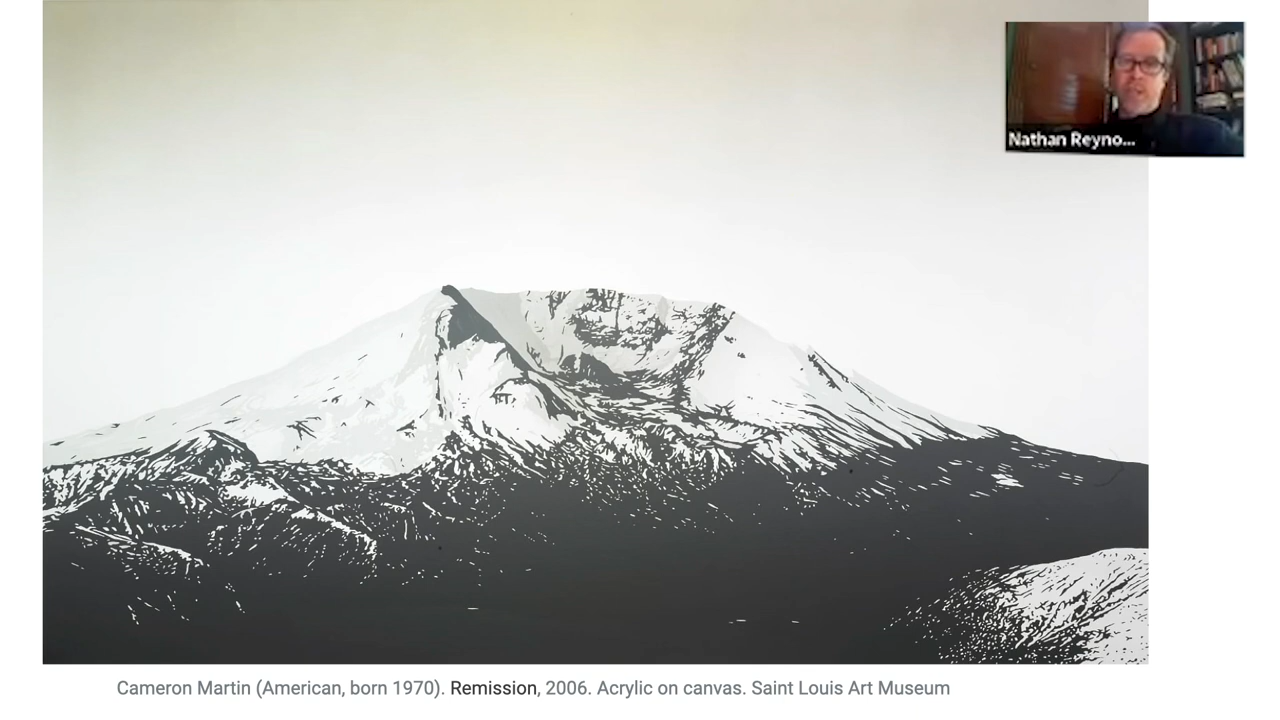 Nathan Reyno...
Cameron Martin (American, born 1970). Remission, 2006. Acrylic on canvas. Saint Louis Art Museum